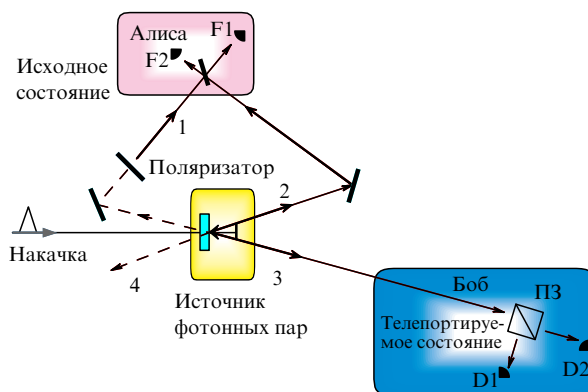 Алиса
F1
F2
Исходное
состояние
1
Поляризатор
2
Накачка
3
4
Источник
фотонных пар
Боб
ПЗ
Телепортируе-
мое состояние
D1
D2